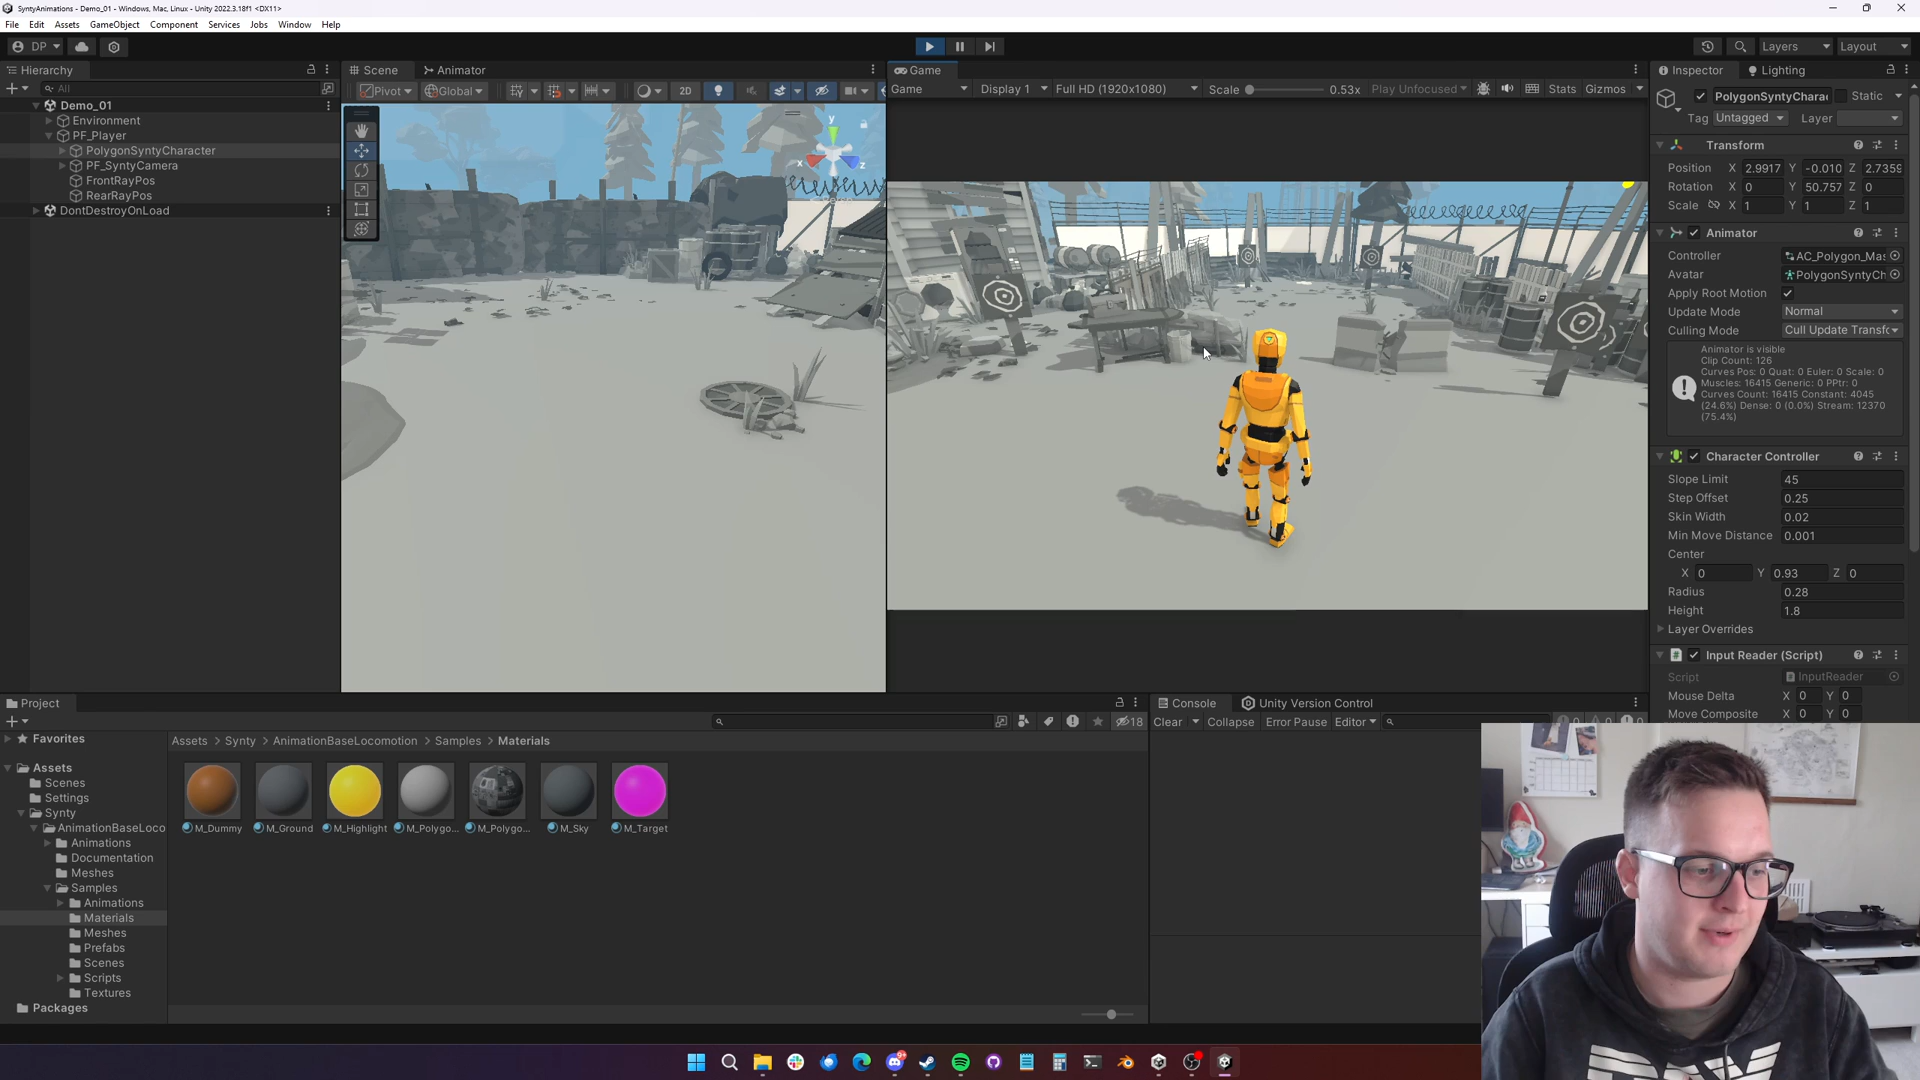 SyntyAnimations - Demo_01 - Windows, Mac, Linux - Unity 2022.3.18f1 <DX11>
File Edit Assets GameObject Component Services Jobs Window Help
DP Layers Layout
Hierarchy
All
Demo_01
Environment
PF_Player
PolygonSyntyCharacter
PF_SyntyCamera
FrontRayPos
RearRayPos
DontDestroyOnLoad
Scene Animator
Pivot Global 2D
y
x z
Game
Game Display 1 Full HD (1920x1080) Scale 0.53x Play Unfocused Stats Gizmos
Inspector Lighting
PolygonSyntyCharac Static
Tag Untagged Layer
Transform
Position X 2.9917 Y -0.010 Z 2.7359
Rotation X 0 Y 50.757 Z 0
Scale X 1 Y 1 Z 1
Animator
Controller AC_Polygon_Mas
Avatar PolygonSyntyCh
Apply Root Motion
Update Mode Normal
Culling Mode Cull Update Transfo
Animator is visible
Clip Count: 126
Curves Pos: 0 Quat: 0 Euler: 0 Scale: 0
Muscles: 16415 Generic: 0 PPtr: 0
Curves Count: 16415 Constant: 4045
(24.6%) Dense: 0 (0.0%) Stream: 12370
(75.4%)
Character Controller
Slope Limit 45
Step Offset 0.25
Skin Width 0.02
Min Move Distance 0.001
Center
X 0 Y 0.93 Z 0
Radius 0.28
Height 1.8
Layer Overrides
Input Reader (Script)
Script InputReader
Mouse Delta X 0 Y 0
Move Composite X 0 Y 0
Project
18
Favorites
Assets
Scenes
Settings
Synty
AnimationBaseLoco
Animations
Documentation
Meshes
Samples
Animations
Materials
Meshes
Prefabs
Scenes
Scripts
Textures
Packages
Assets > Synty > AnimationBaseLocomotion > Samples > Materials
M_Dummy M_Ground M_Highlight M_Polygo... M_Polygo... M_Sky M_Target
Console Unity Version Control
Clear Collapse Error Pause Editor